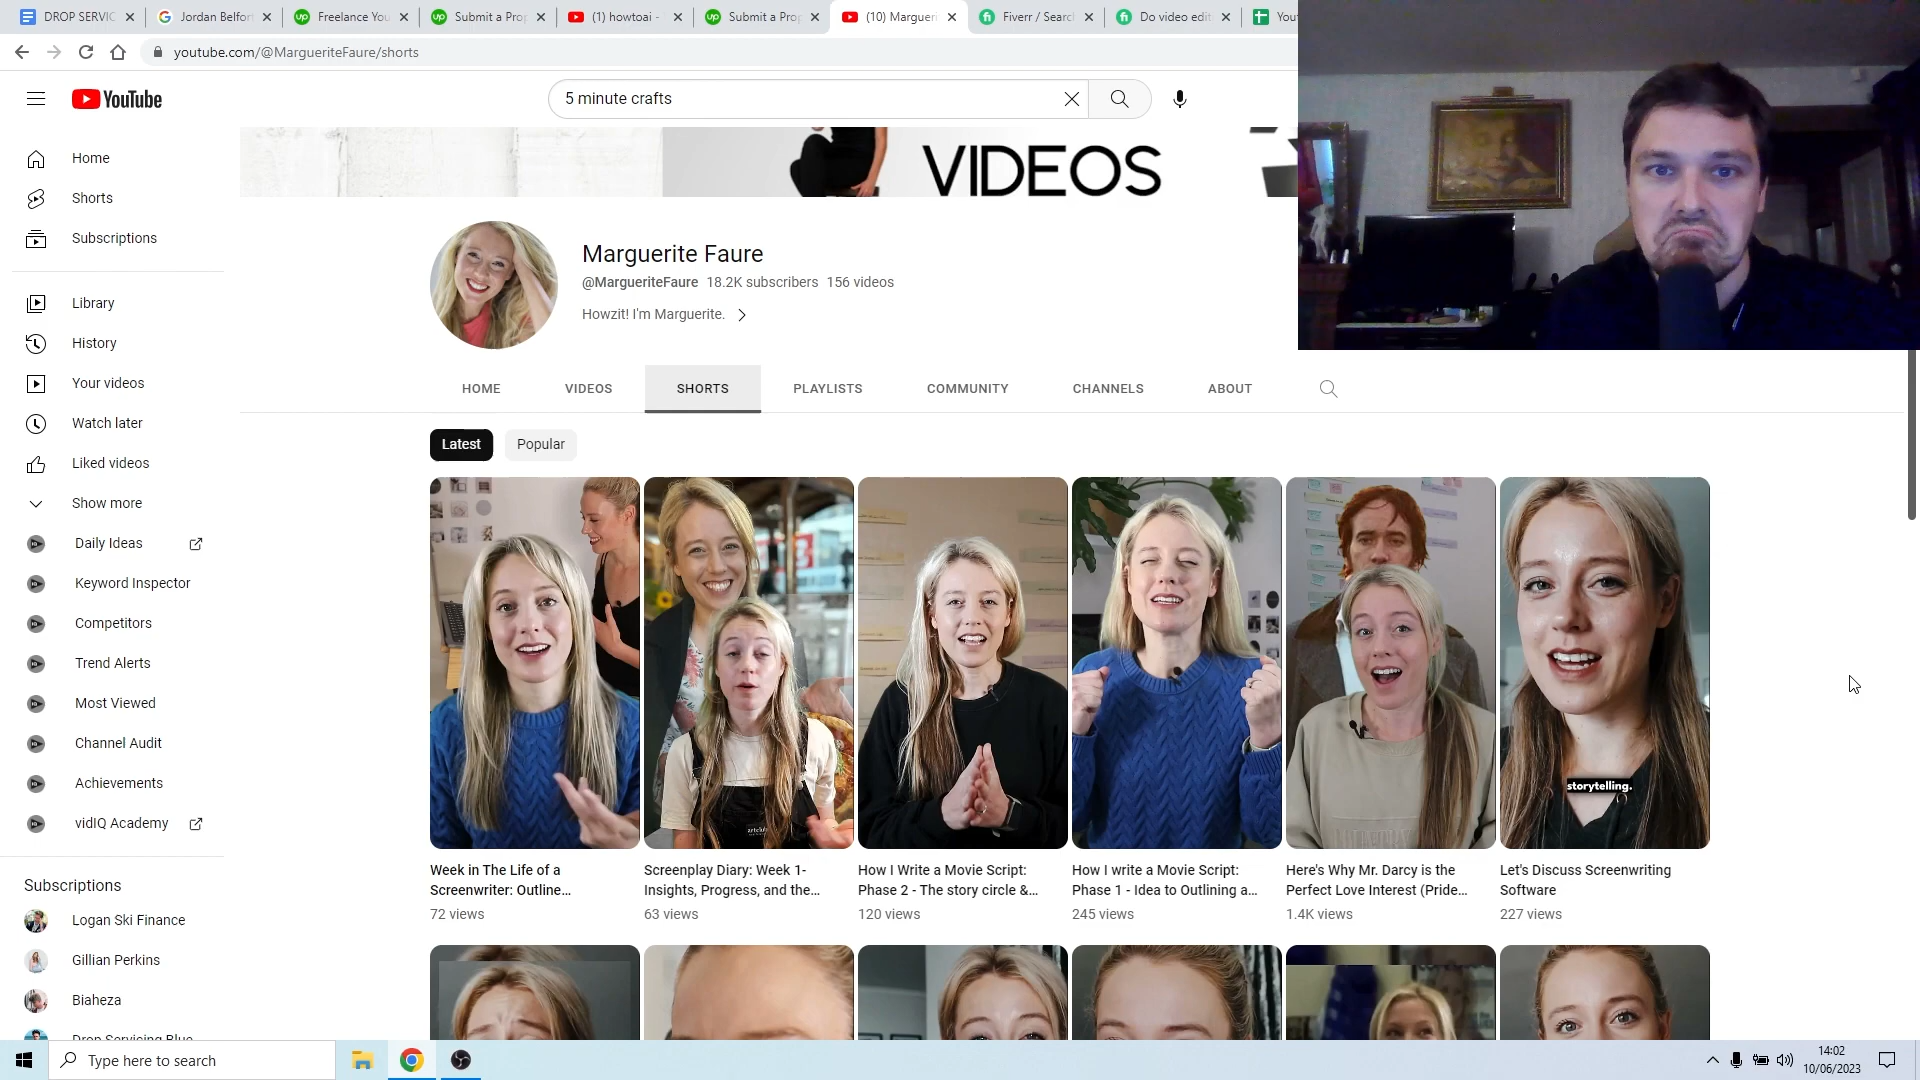 DROP SERVIC
Jordan Belfor
Freelance You
Submit a Prop
(1) howtoai -
Submit a Prop
(10) Margueri
Fiverr / Searc
Do video edit
Yout
youtube.com/@MargueriteFaure/shorts
YouTube
5 minute crafts
Home
Shorts
Subscriptions
Library
History
Your videos
Watch later
Liked videos
Show more
Daily Ideas
Keyword Inspector
Competitors
Trend Alerts
Most Viewed
Channel Audit
Achievements
vidIQ Academy
Subscriptions
Logan Ski Finance
Gillian Perkins
Biaheza
Drop Servicing Blue
VIDEOS
Marguerite Faure
@MargueriteFaure 18.2K subscribers 156 videos
Howzit! I'm Marguerite.
HOME VIDEOS SHORTS PLAYLISTS COMMUNITY CHANNELS ABOUT
Latest Popular
storytelling.
Week in The Life of a
Screenwriter: Outline...
72 views
Screenplay Diary: Week 1-
Insights, Progress, and the...
63 views
How I Write a Movie Script:
Phase 2 - The story circle &...
120 views
How I write a Movie Script:
Phase 1 - Idea to Outlining a...
245 views
Here's Why Mr. Darcy is the
Perfect Love Interest (Pride...
1.4K views
Let's Discuss Screenwriting
Software
227 views
Type here to search
14:02
10/06/2023